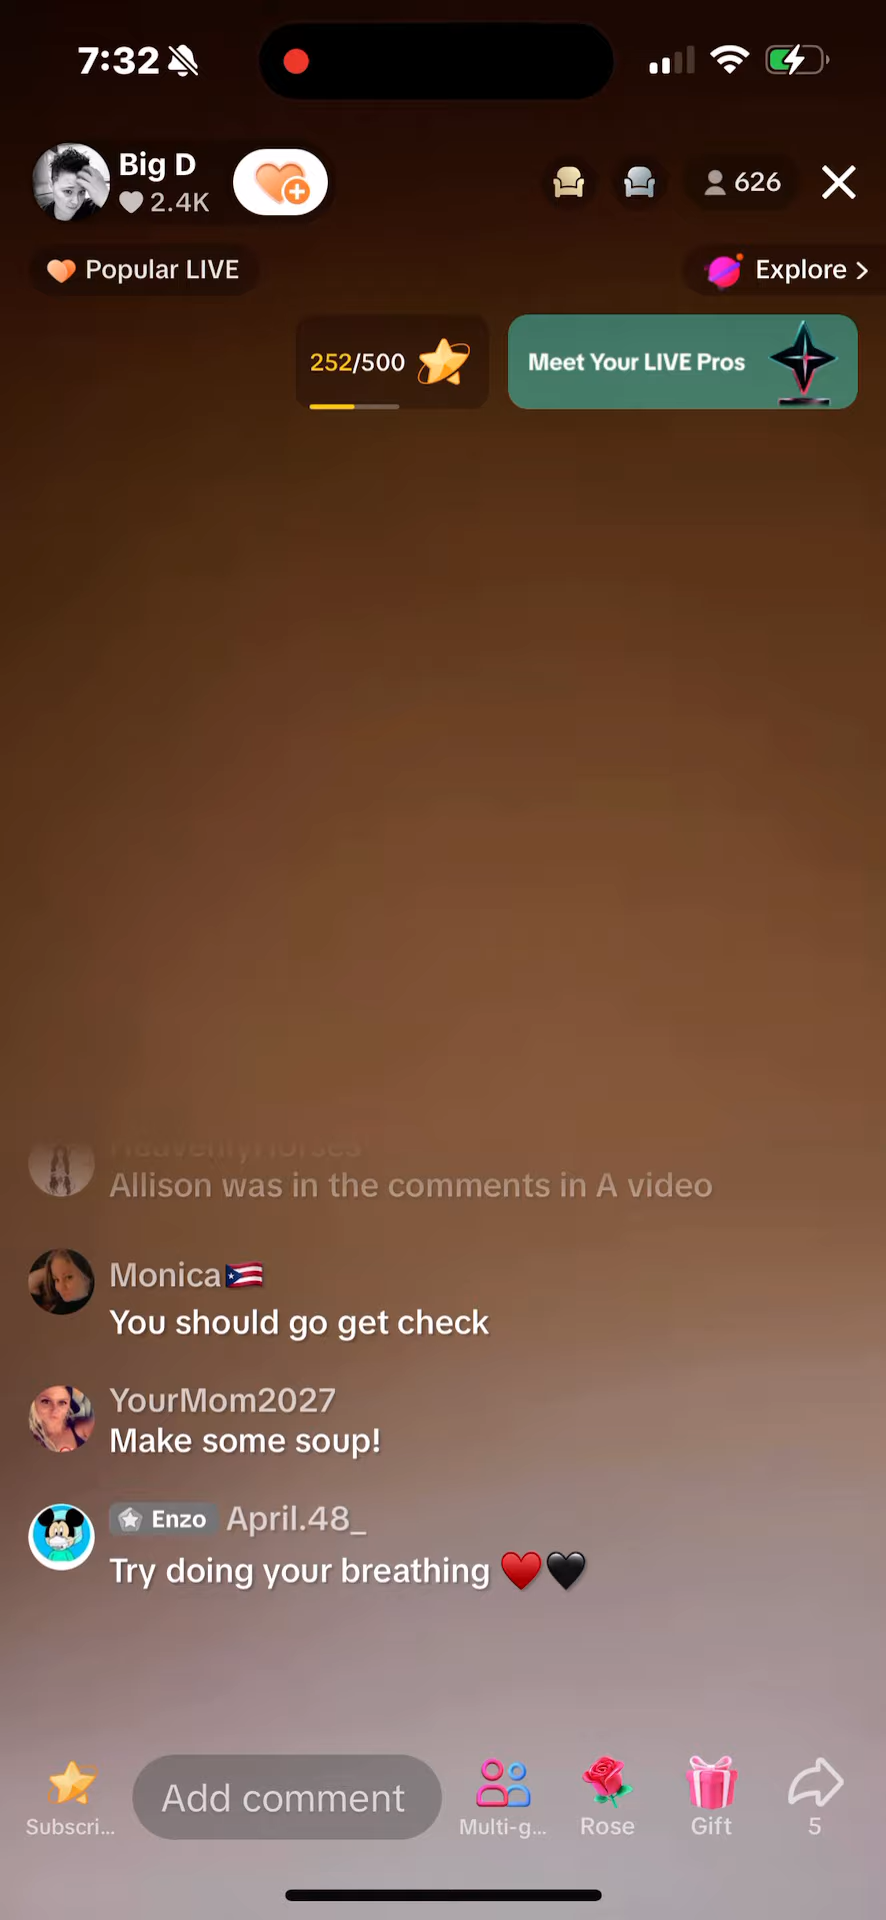 7:32
Big D
2.4K
626
Popular LIVE
Explore >
252/500
Meet Your LIVE Pros
HeavenlyHorses
Allison was in the comments in A video
Monica🇵🇷
You should go get check
YourMom2027
Make some soup!
Enzo April.48_
Try doing your breathing ❤️🖤
Add comment
Subscri...
Multi-g...
Rose
Gift
5